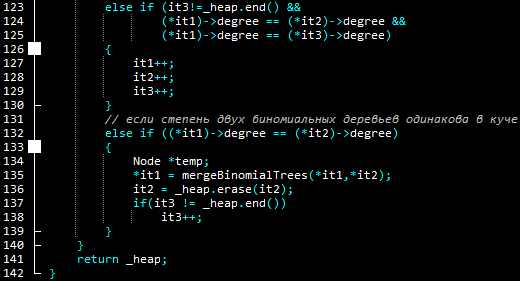 123 else if (it3!=_heap.end() &&
124 (*it1)->degree == (*it2)->degree &&
125 (*it1)->degree == (*it3)->degree)
126 {
127 it1++;
128 it2++;
129 it3++;
130 }
131 // если степень двух биномиальных деревьев одинакова в куче
132 else if ((*it1)->degree == (*it2)->degree)
133 {
134 Node *temp;
135 *it1 = mergeBinomialTrees(*it1,*it2);
136 it2 = _heap.erase(it2);
137 if(it3 != _heap.end())
138 it3++;
139 }
140 }
141 return _heap;
142 }